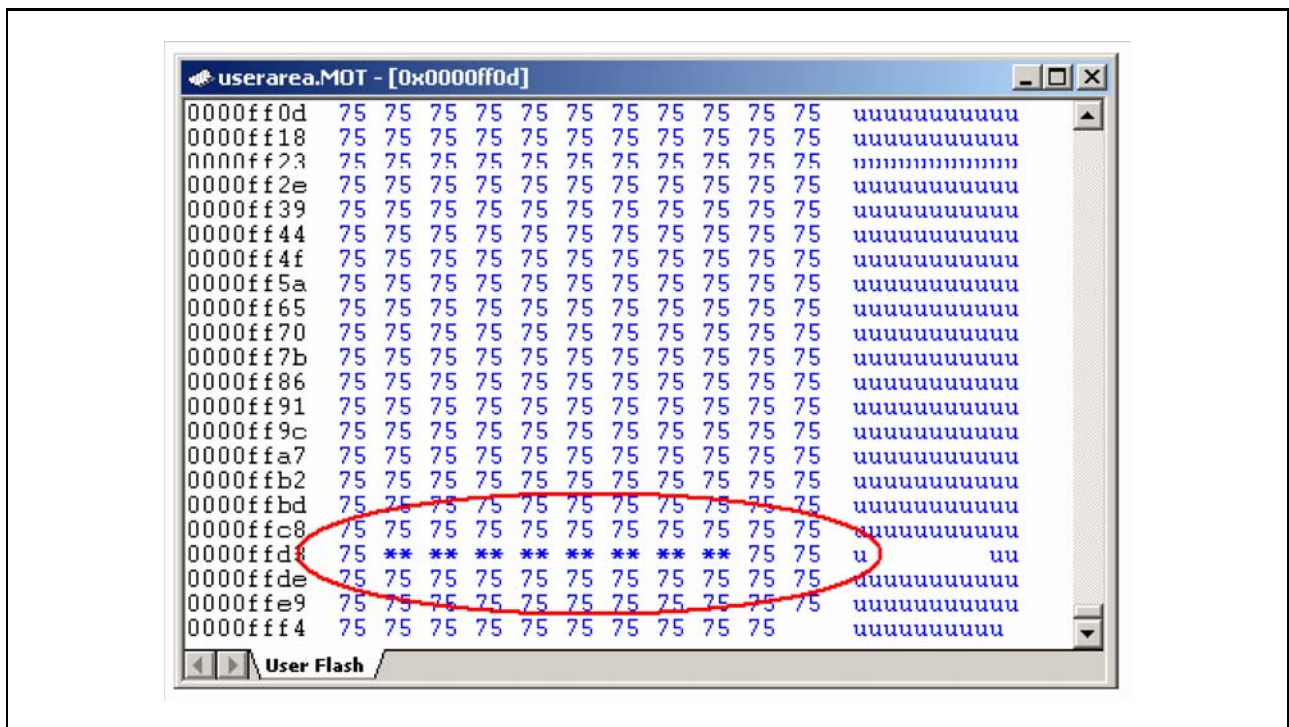 userarea.MOT - [0x0000ff0d]
0000ff0d 75 75 75 75 75 75 75 75 75 75 75 uuuuuuuuuuu
0000ff18 75 75 75 75 75 75 75 75 75 75 75 uuuuuuuuuuu
0000ff23 75 75 75 75 75 75 75 75 75 75 75 uuuuuuuuuuu
0000ff2e 75 75 75 75 75 75 75 75 75 75 75 uuuuuuuuuuu
0000ff39 75 75 75 75 75 75 75 75 75 75 75 uuuuuuuuuuu
0000ff44 75 75 75 75 75 75 75 75 75 75 75 uuuuuuuuuuu
0000ff4f 75 75 75 75 75 75 75 75 75 75 75 uuuuuuuuuuu
0000ff5a 75 75 75 75 75 75 75 75 75 75 75 uuuuuuuuuuu
0000ff65 75 75 75 75 75 75 75 75 75 75 75 uuuuuuuuuuu
0000ff70 75 75 75 75 75 75 75 75 75 75 75 uuuuuuuuuuu
0000ff7b 75 75 75 75 75 75 75 75 75 75 75 uuuuuuuuuuu
0000ff86 75 75 75 75 75 75 75 75 75 75 75 uuuuuuuuuuu
0000ff91 75 75 75 75 75 75 75 75 75 75 75 uuuuuuuuuuu
0000ff9c 75 75 75 75 75 75 75 75 75 75 75 uuuuuuuuuuu
0000ffa7 75 75 75 75 75 75 75 75 75 75 75 uuuuuuuuuuu
0000ffb2 75 75 75 75 75 75 75 75 75 75 75 uuuuuuuuuuu
0000ffbd 75 75 75 75 75 75 75 75 75 75 75 uuuuuuuuuuu
0000ffc8 75 75 75 75 75 75 75 75 75 75 75 uuuuuuuuuuu
0000ffd3 75 ** ** ** ** ** ** ** ** 75 75 u uu
0000ffde 75 75 75 75 75 75 75 75 75 75 75 uuuuuuuuuuu
0000ffe9 75 75 75 75 75 75 75 75 75 75 75 uuuuuuuuuuu
0000fff4 75 75 75 75 75 75 75 75 75 75 uuuuuuuuuu
User Flash